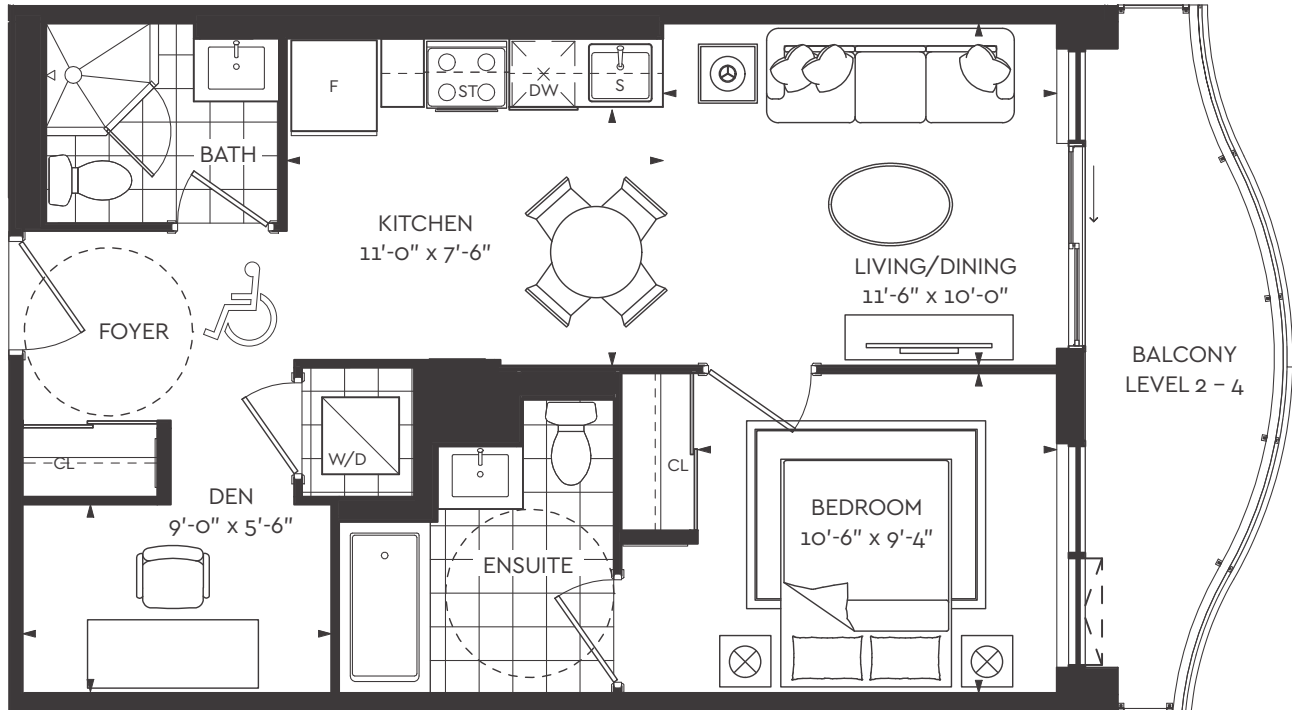 F
ST
DW
S
BATH
KITCHEN
11'-0" x 7'-6"
LIVING/DINING
11'-6" x 10'-0"
FOYER
BALCONY
LEVEL 2 – 4
CL
W/D
CL
DEN
9'-0" x 5'-6"
BEDROOM
10'-6" x 9'-4"
ENSUITE